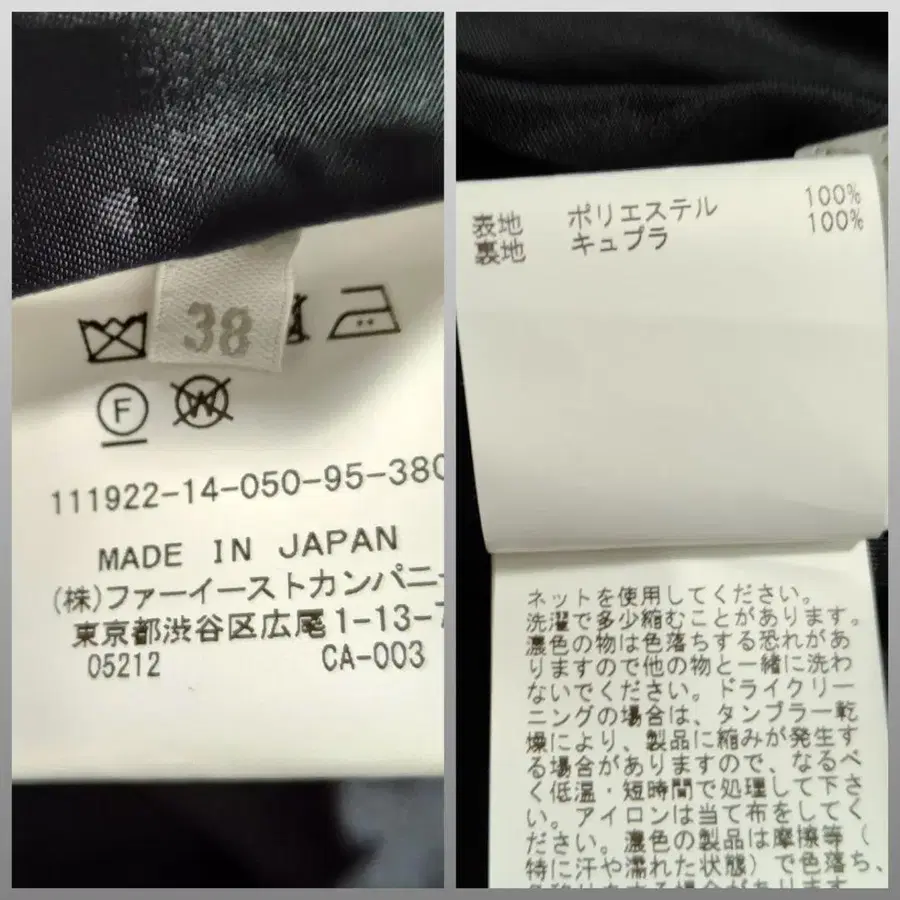 38
F
W
111922-14-050-95-380
MADE IN JAPAN
(株)ファーイーストカンパニー
東京都渋谷区広尾1-13-7
05212 CA-003
表地 ポリエステル 100%
裏地 キュプラ 100%
ネットを使用してください。
洗濯で多少縮むことがあります。
濃色の物は色落ちする恐れがあ
りますので他の物と一緒に洗わ
ないでください。ドライクリー
ニングの場合は、タンブラー乾
燥により、製品に縮みが発生す
る場合がありますので、なるべ
く低温・短時間で処理して下さ
い。アイロンは当て布をしてく
ださい。濃色の製品は摩擦等(
特に汗や濡れた状態)で色落ち、